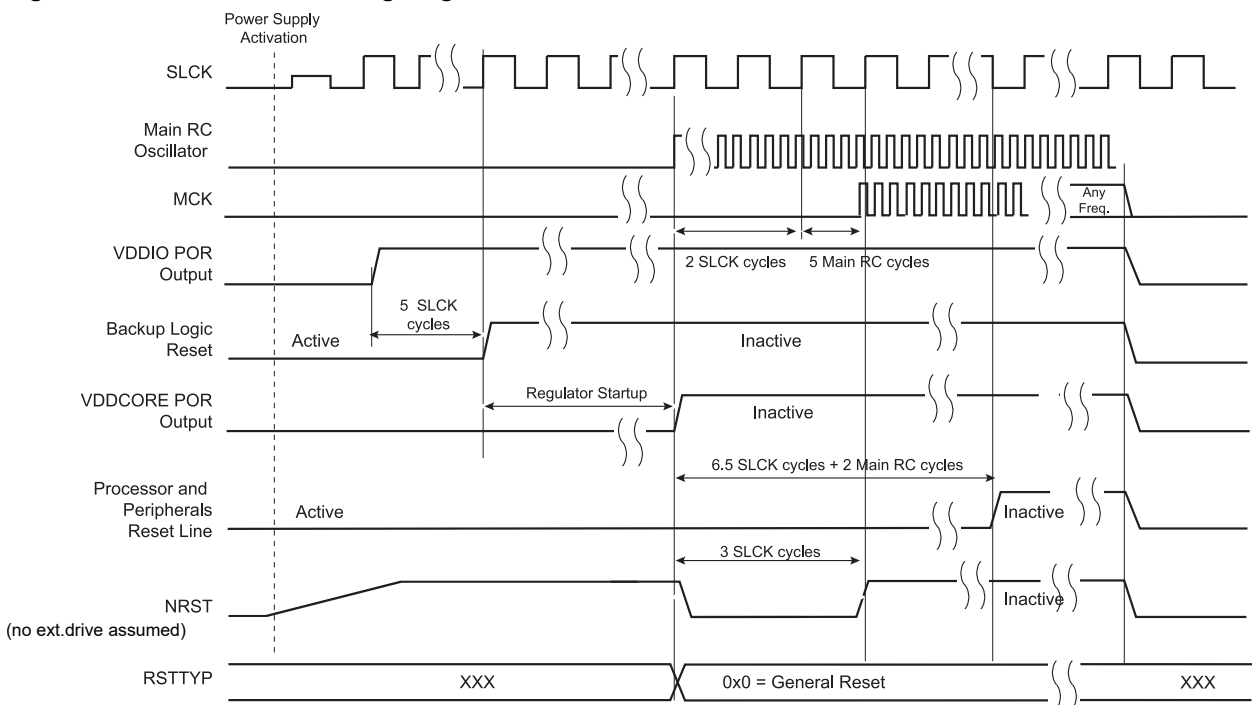 Power Supply
Activation
SLCK
Main RC
Oscillator
MCK
Any
Freq.
VDDIO POR
Output
2 SLCK cycles
5 Main RC cycles
5 SLCK
cycles
Backup Logic
Reset
Active
Inactive
VDDCORE POR
Output
Regulator Startup
Inactive
6.5 SLCK cycles + 2 Main RC cycles
Processor and
Peripherals
Reset Line
Active
Inactive
3 SLCK cycles
NRST
(no ext.drive assumed)
Inactive
RSTTYP
XXX
0x0 = General Reset
XXX